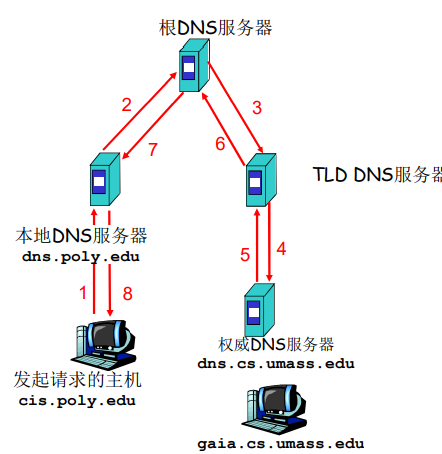 根DNS服务器
2
3
7
6
TLD DNS服务器
本地DNS服务器
dns.poly.edu
5
4
1
8
权威DNS服务器
dns.cs.umass.edu
发起请求的主机
cis.poly.edu
gaia.cs.umass.edu